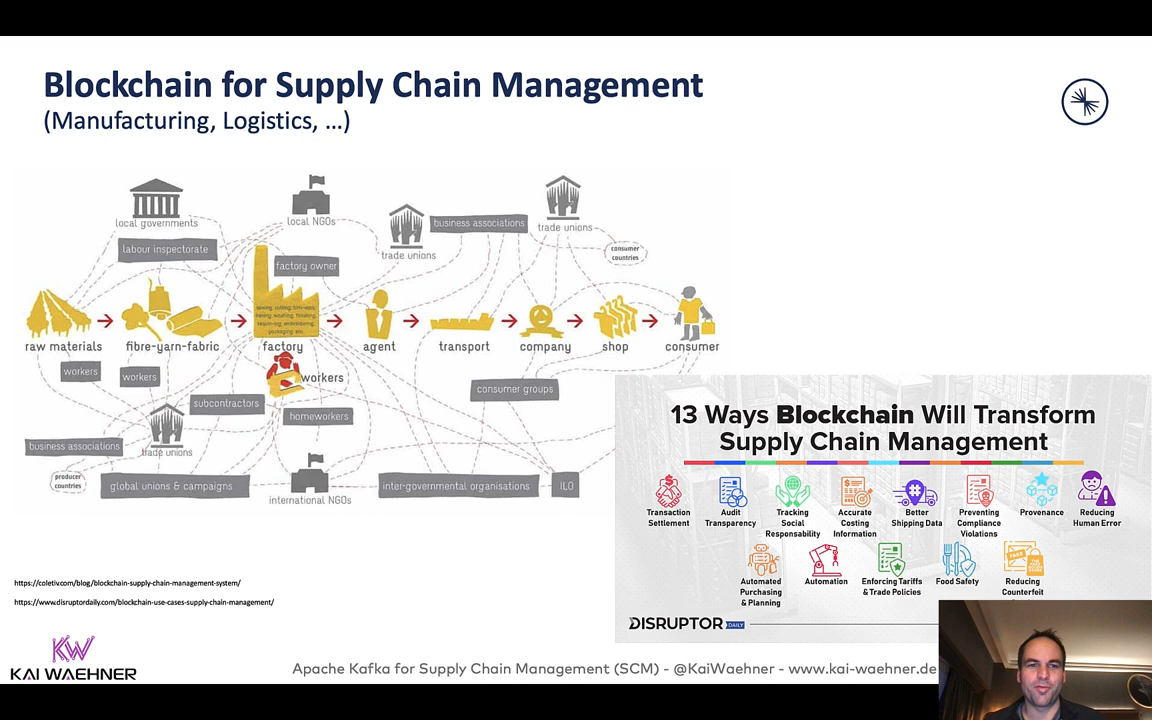 Blockchain for Supply Chain Management
(Manufacturing, Logistics, …)
local governments
local NGOs
trade unions
business associations
trade unions
consumer
countries
labour inspectorate
factory owner
raw materials
fibre-yarn-fabric
factory
agent
transport
company
shop
consumer
workers
workers
workers
subcontractors
homeworkers
consumer groups
business associations
trade unions
producer
countries
global unions & campaigns
international NGOs
inter-governmental organisations
ILO
13 Ways Blockchain Will Transform
Supply Chain Management
Transaction
Settlement
Audit
Transparency
Tracking
Social
Responsability
Accurate
Costing
Information
Better
Shipping Data
Preventing
Compliance
Violations
Provenance
Reducing
Human Error
Automated
Purchasing
& Planning
Automation
Enforcing Tariffs
& Trade Policies
Food Safety
FAKE
Reducing
Counterfeit
DISRUPTOR DAILY
https://coletiv.com/blog/blockchain-supply-chain-management-system/
https://www.disruptordaily.com/blockchain-use-cases-supply-chain-management/
KW
KAI WAEHNER
Apache Kafka for Supply Chain Management (SCM) - @KaiWaehner - www.kai-waehner.de